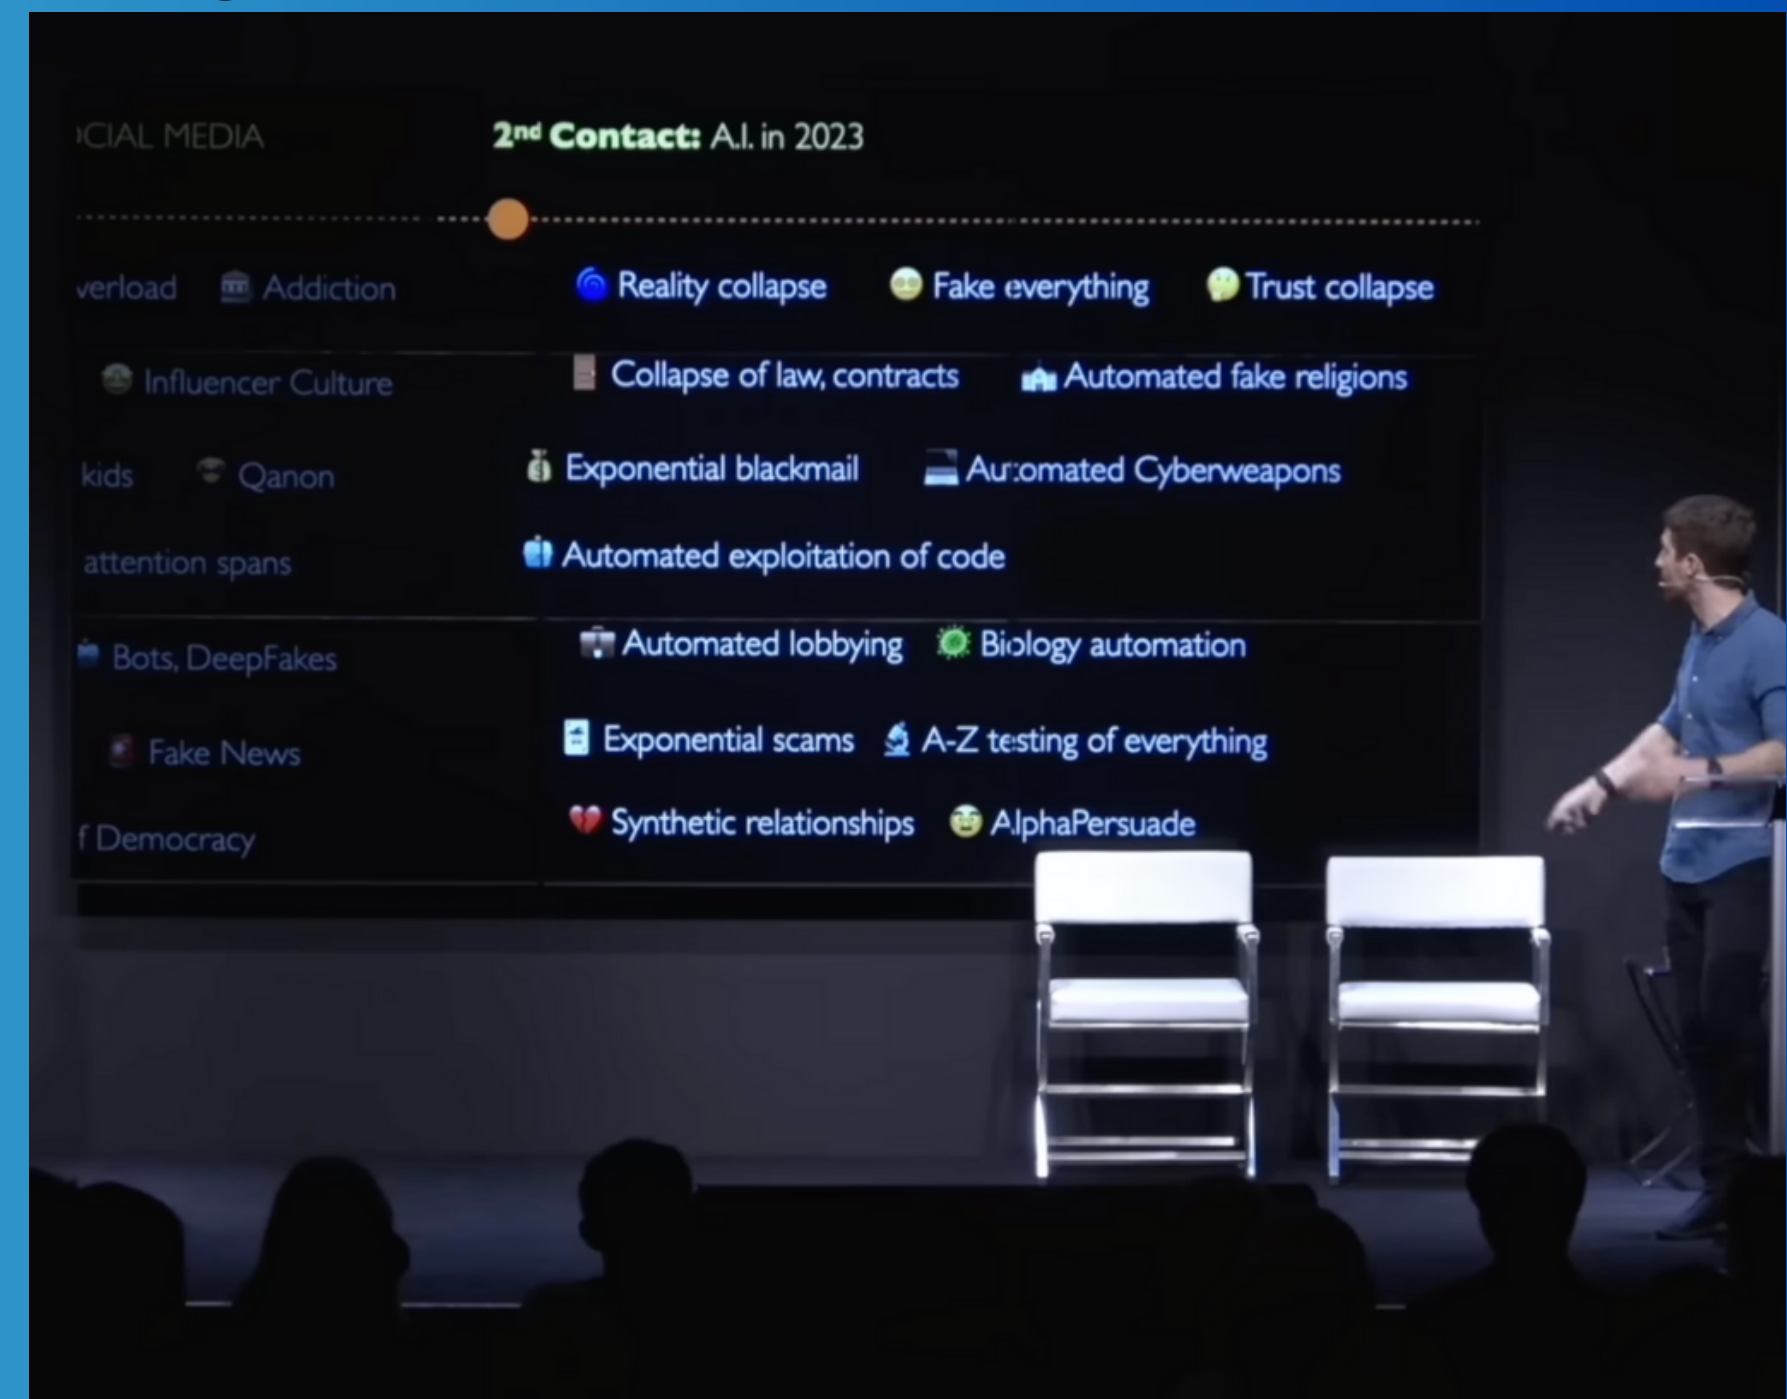 CIAL MEDIA 2nd Contact: A.I. in 2023
verload Addiction Reality collapse Fake everything Trust collapse
Influencer Culture Collapse of law, contracts Automated fake religions
kids Qanon Exponential blackmail Automated Cyberweapons
attention spans Automated exploitation of code
Bots, DeepFakes Automated lobbying Biology automation
Fake News Exponential scams A-Z testing of everything
f Democracy Synthetic relationships AlphaPersuade